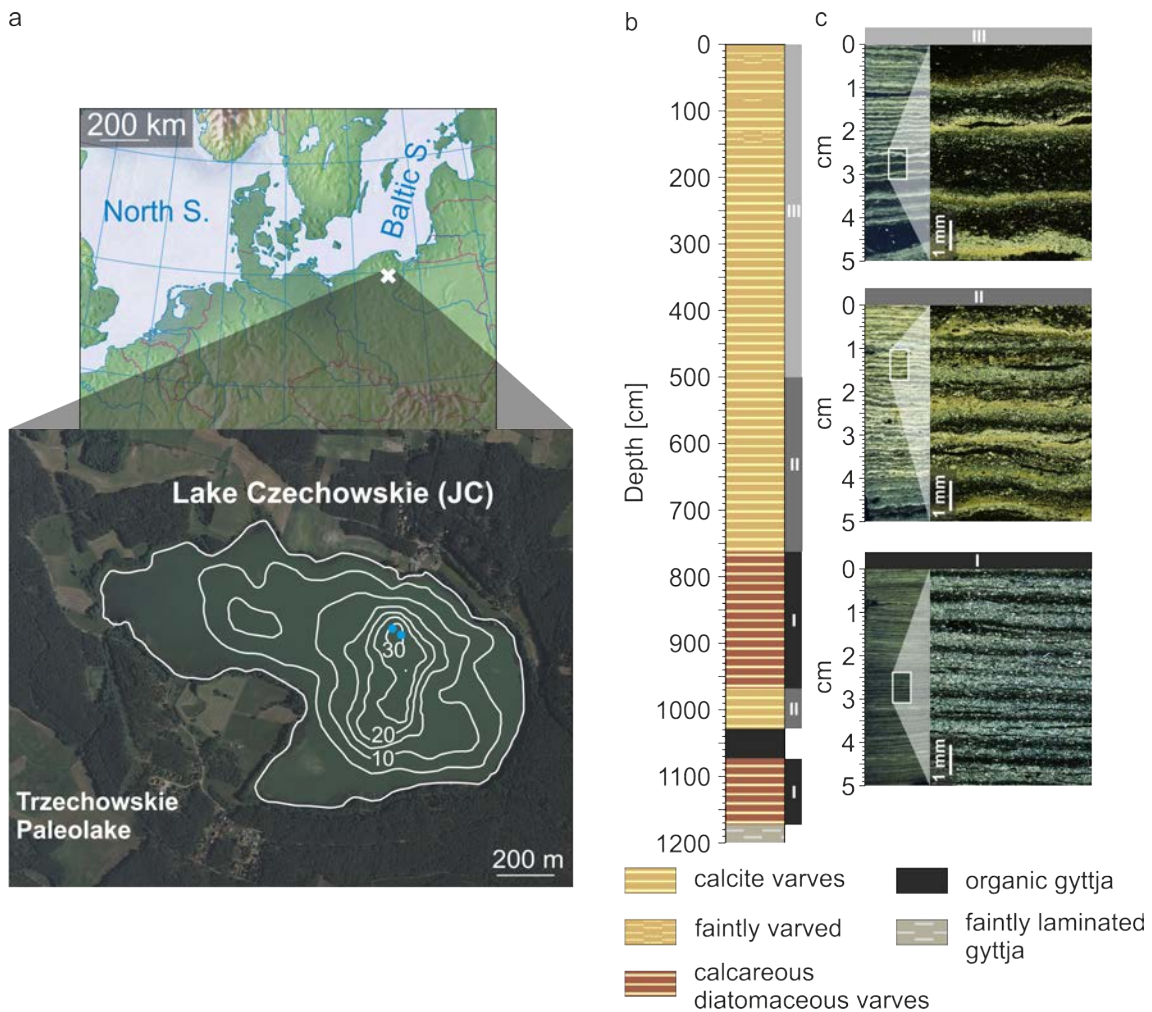 a
200 km
North S.
Baltic S.
Lake Czechowskie (JC)
30
20
10
Trzechowskie
Paleolake
200 m
b
Depth [cm]
0
100
200
300
400
500
600
700
800
900
1000
1100
1200
III
II
I
II
I
c
III
0
1
2
3
4
5
cm
1 mm
II
0
1
2
3
4
5
cm
1 mm
I
0
1
2
3
4
5
cm
1 mm
calcite varves
faintly varved
calcareous
diatomaceous varves
organic gyttja
faintly laminated
gyttja